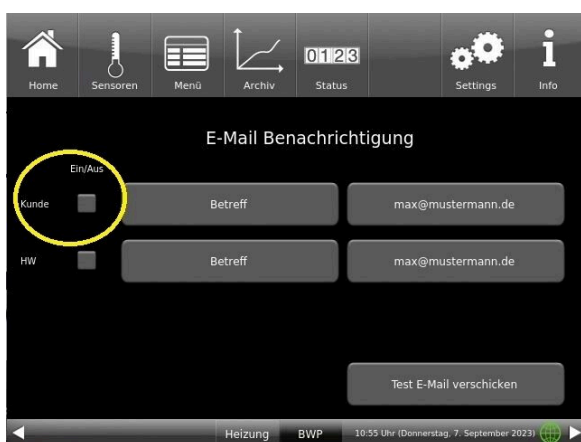 0123
Home Sensoren Menü Archiv Status Settings Info
E-Mail Benachrichtigung
Ein/Aus
Kunde Betreff max@mustermann.de
HW Betreff max@mustermann.de
Test E-Mail verschicken
Heizung BWP 10:55 Uhr (Donnerstag, 7. September 2023)